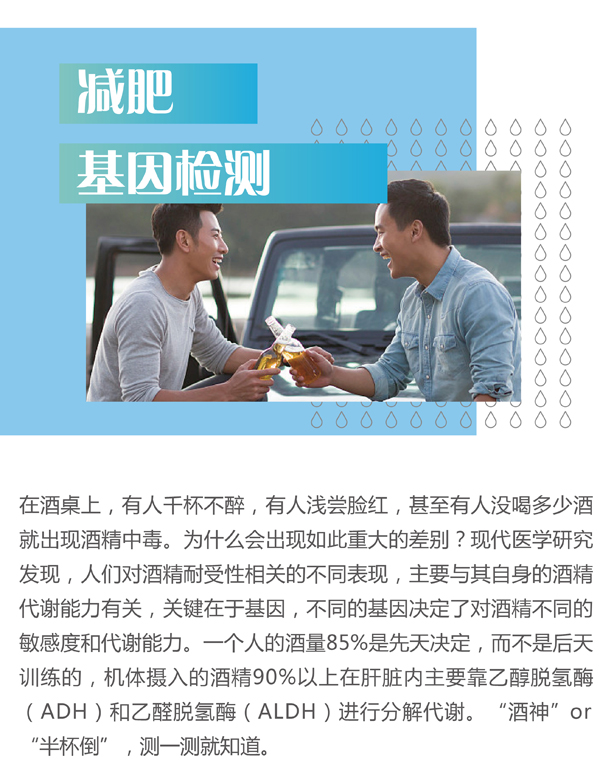 减肥
基因检测
在酒桌上，有人千杯不醉，有人浅尝脸红，甚至有人没喝多少酒
就出现酒精中毒。为什么会出现如此重大的差别？现代医学研究
发现，人们对酒精耐受性相关的不同表现，主要与其自身的酒精
代谢能力有关，关键在于基因，不同的基因决定了对酒精不同的
敏感度和代谢能力。一个人的酒量85%是先天决定，而不是后天
训练的，机体摄入的酒精90%以上在肝脏内主要靠乙醇脱氢酶
（ADH）和乙醛脱氢酶（ALDH）进行分解代谢。“酒神”or
“半杯倒”，测一测就知道。